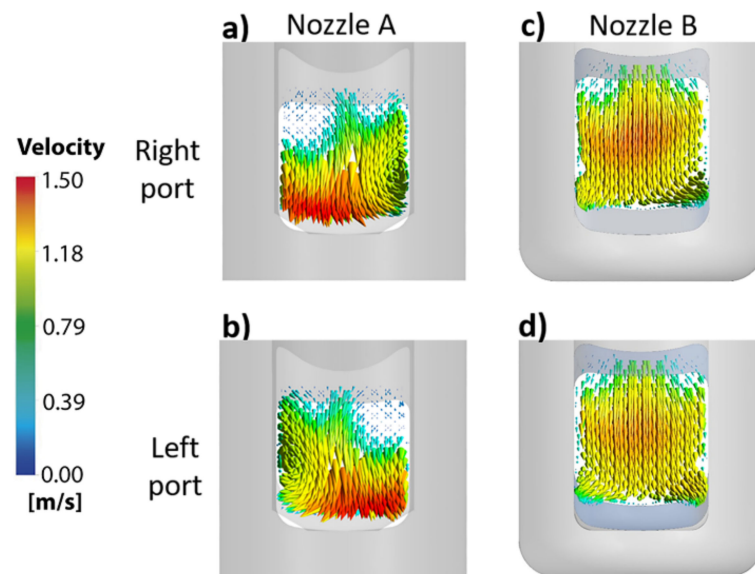 Nozzle A
Nozzle B
a)
c)
Velocity
1.50
1.18
0.79
0.39
0.00
[m/s]
Right
port
b)
d)
Left
port